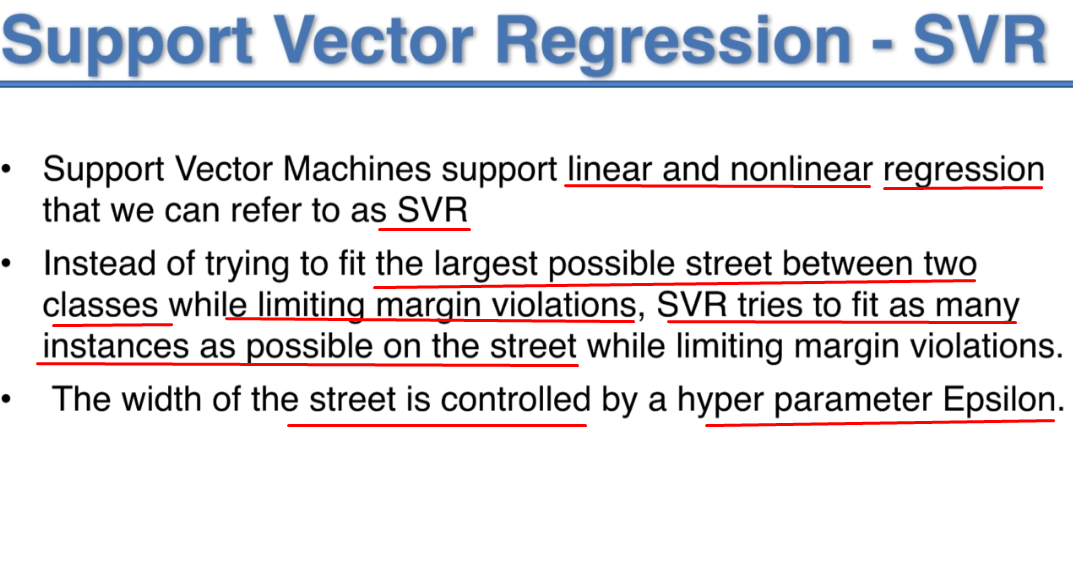 Support Vector Regression - SVR
• Support Vector Machines support linear and nonlinear regression
that we can refer to as SVR
• Instead of trying to fit the largest possible street between two
classes while limiting margin violations, SVR tries to fit as many
instances as possible on the street while limiting margin violations.
• The width of the street is controlled by a hyper parameter Epsilon.